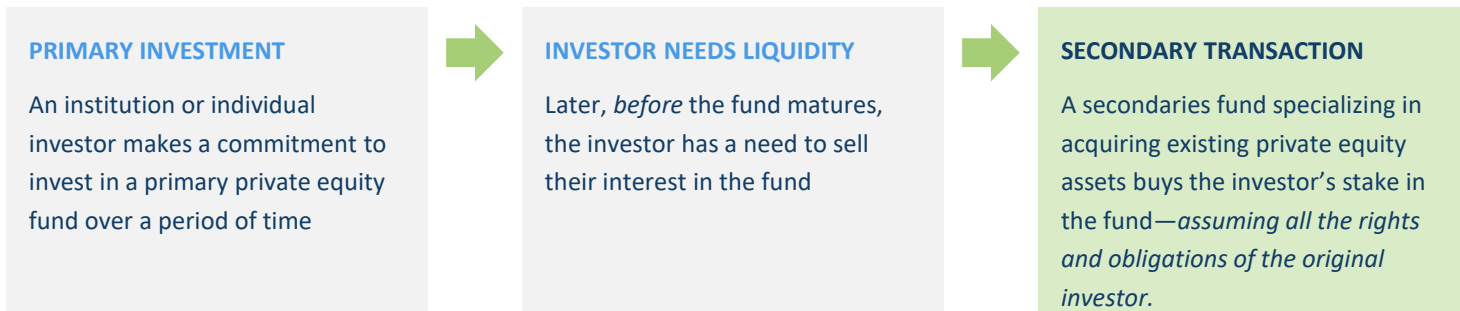 PRIMARY INVESTMENT
An institution or individual
investor makes a commitment to
invest in a primary private equity
fund over a period of time
INVESTOR NEEDS LIQUIDITY
Later, before the fund matures,
the investor has a need to sell
their interest in the fund
SECONDARY TRANSACTION
A secondaries fund specializing in
acquiring existing private equity
assets buys the investor’s stake in
the fund—assuming all the rights
and obligations of the original
investor.